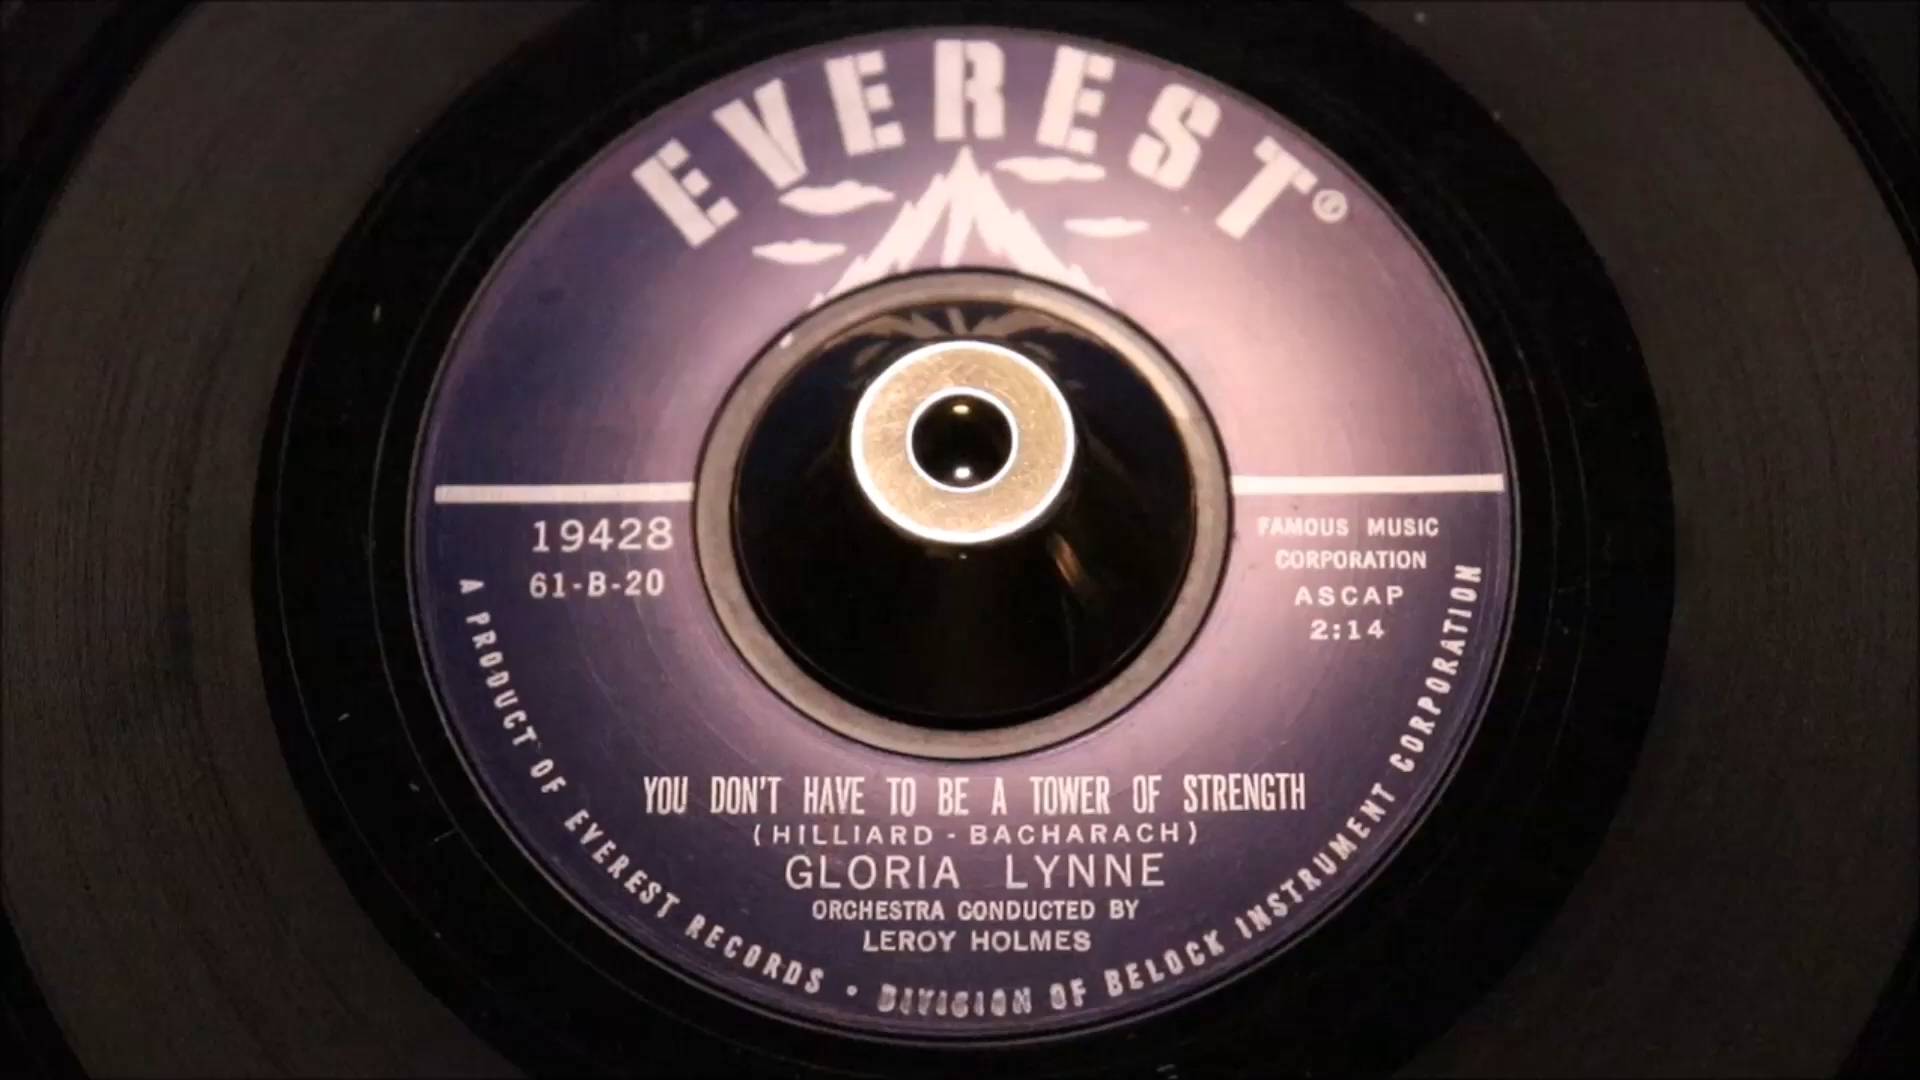 EVEREST®
19428
61-B-20
FAMOUS MUSIC
CORPORATION
ASCAP
2:14
YOU DON'T HAVE TO BE A TOWER OF STRENGTH
(HILLIARD - BACHARACH)
GLORIA LYNNE
ORCHESTRA CONDUCTED BY
LEROY HOLMES
A PRODUCT OF EVEREST RECORDS • DIVISION OF BELOCK INSTRUMENT CORPORATION